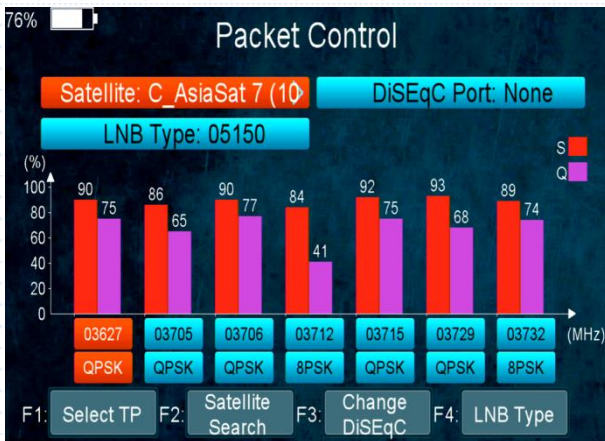 76%
Packet Control
Satellite: C_AsiaSat 7 (10
DiSEqC Port: None
LNB Type: 05150
S
Q
(%)
100
80
60
40
20
0
90 75 86 65 90 77 84 41 92 75 93 68 89 74
03627 03705 03706 03712 03715 03729 03732 (MHz)
QPSK QPSK QPSK 8PSK QPSK QPSK 8PSK
F1: Select TP F2: Satellite Search F3: Change DiSEqC F4: LNB Type